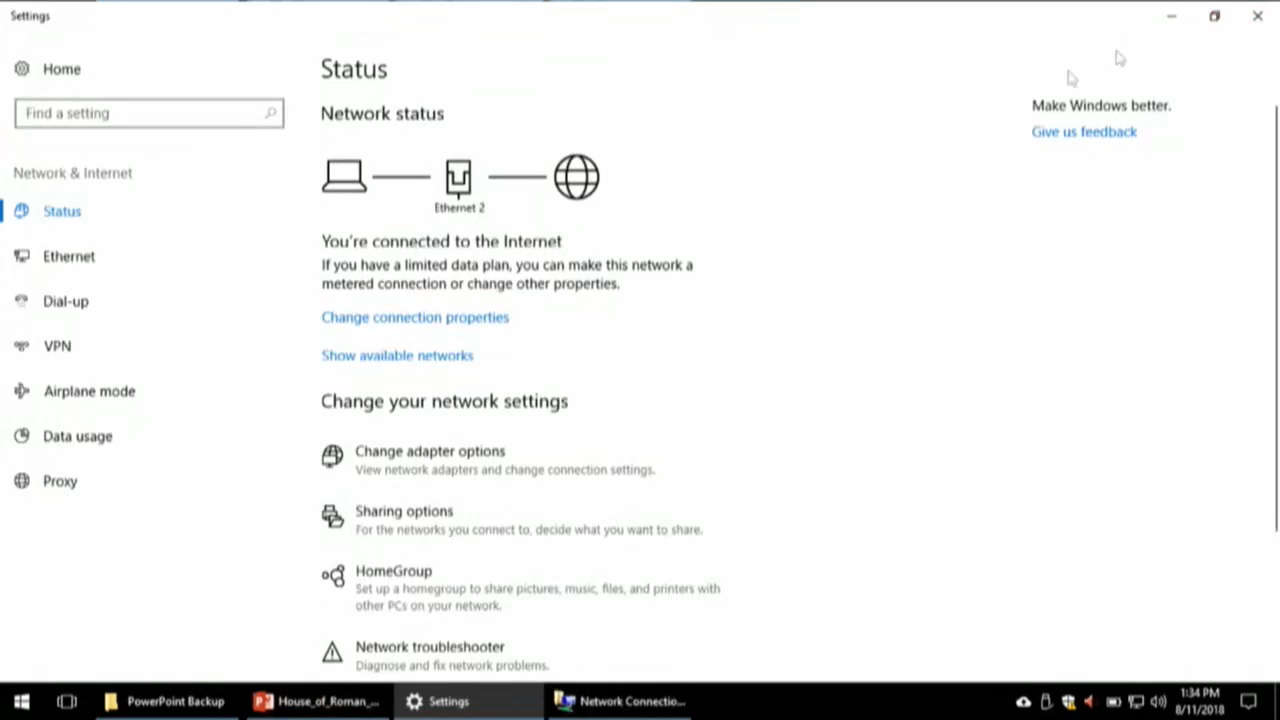 Settings
Home
Find a setting
Network & Internet
Status
Ethernet
Dial-up
VPN
Airplane mode
Data usage
Proxy
Status
Network status
Ethernet 2
You're connected to the Internet
If you have a limited data plan, you can make this network a
metered connection or change other properties.
Change connection properties
Show available networks
Change your network settings
Change adapter options
View network adapters and change connection settings.
Sharing options
For the networks you connect to, decide what you want to share.
HomeGroup
Set up a homegroup to share pictures, music, files, and printers with
other PCs on your network.
Network troubleshooter
Diagnose and fix network problems.
Make Windows better.
Give us feedback
PowerPoint Backup
House_of_Roman_...
Settings
Network Connectio...
1:34 PM
8/11/2018